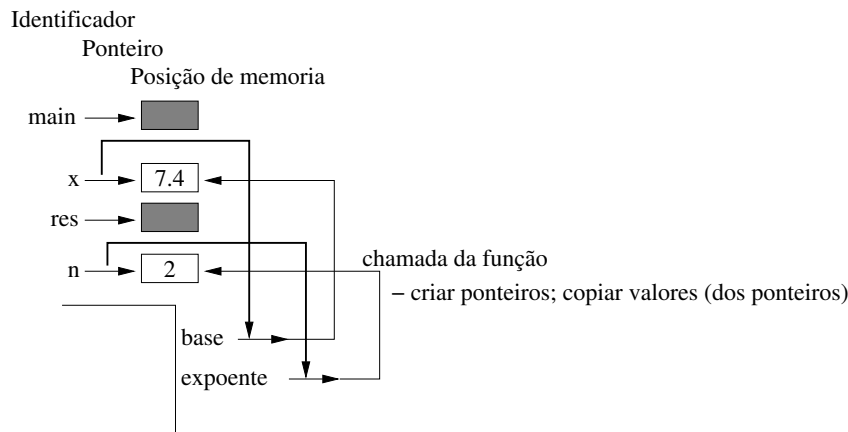 Identificador
Ponteiro
Posição de memoria
main
x 7.4
res
n 2
chamada da função
– criar ponteiros; copiar valores (dos ponteiros)
base
expoente